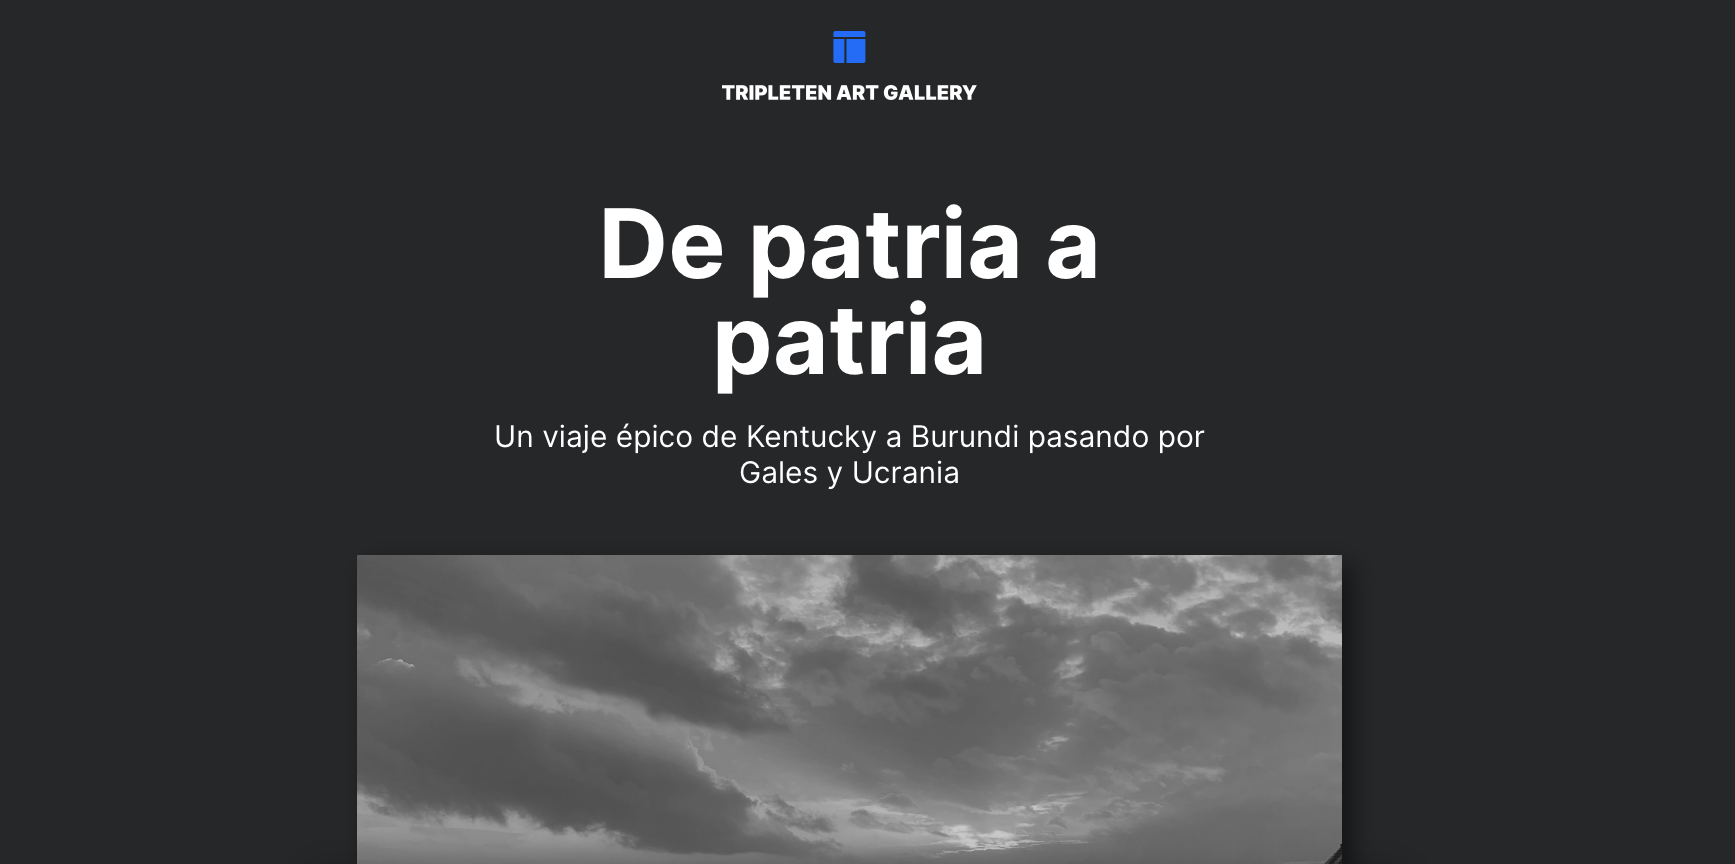 TRIPLETEN ART GALLERY
De patria a
patria
Un viaje épico de Kentucky a Burundi pasando por
Gales y Ucrania